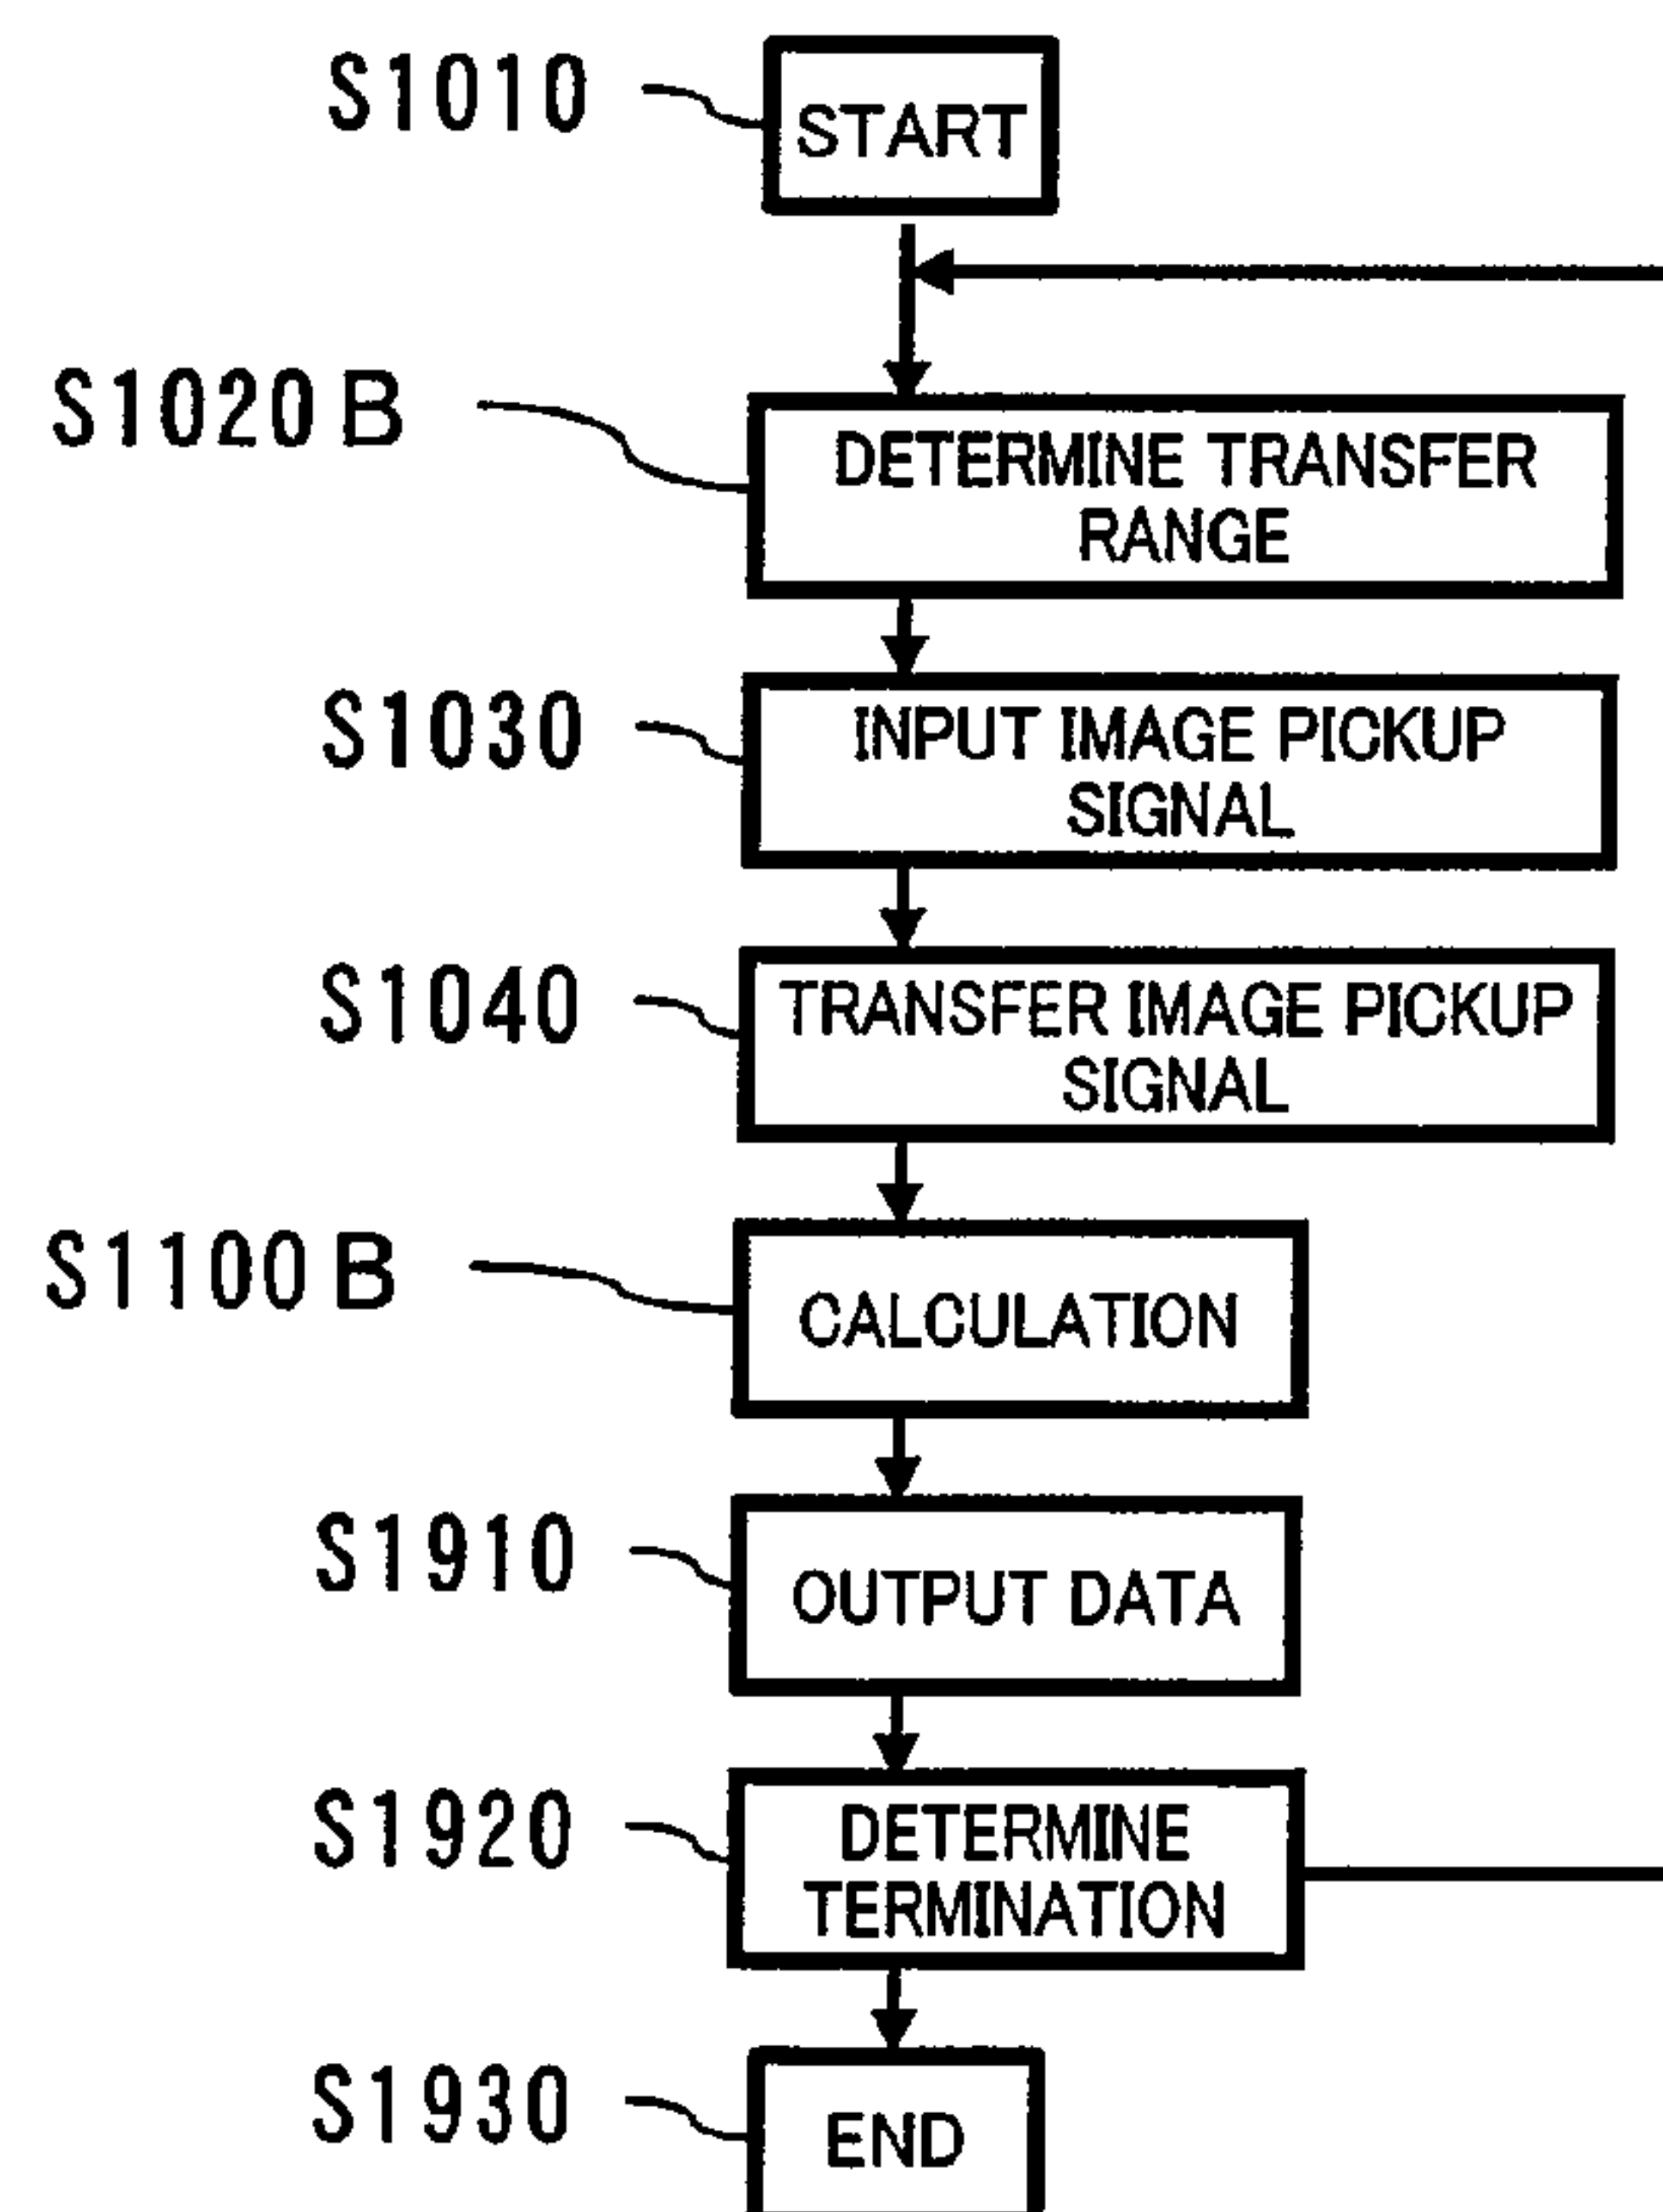 S1010
START
S1020 B
DETERMINE TRANSFER
RANGE
S1030
INPUT IMAGE PICKUP
SIGNAL
S1040
TRANSFER IMAGE PICKUP
SIGNAL
S1100 B
CALCULATION
S1910
OUTPUT DATA
S1920
DETERMINE
TERMINATION
S1930
END